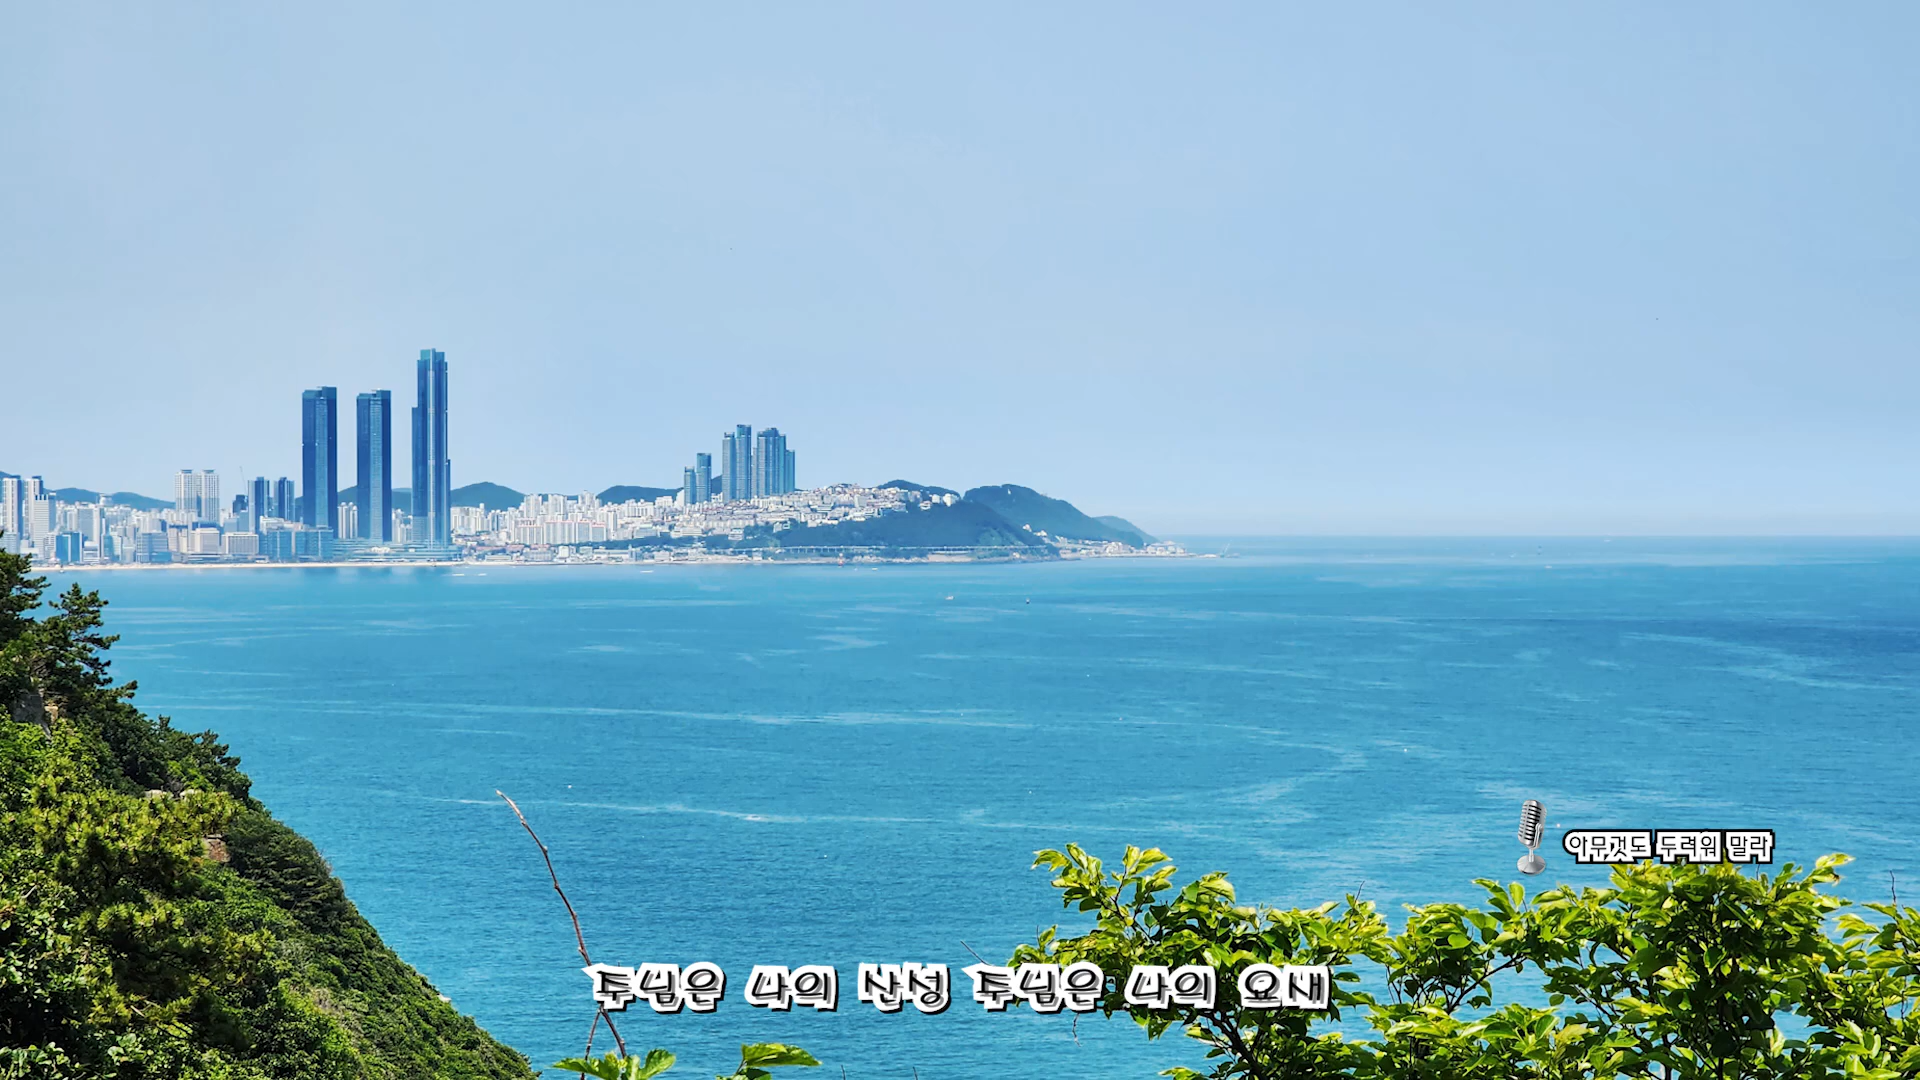 아무것도 두려워 말라
주님은 나의 산성 주님은 나의 요새